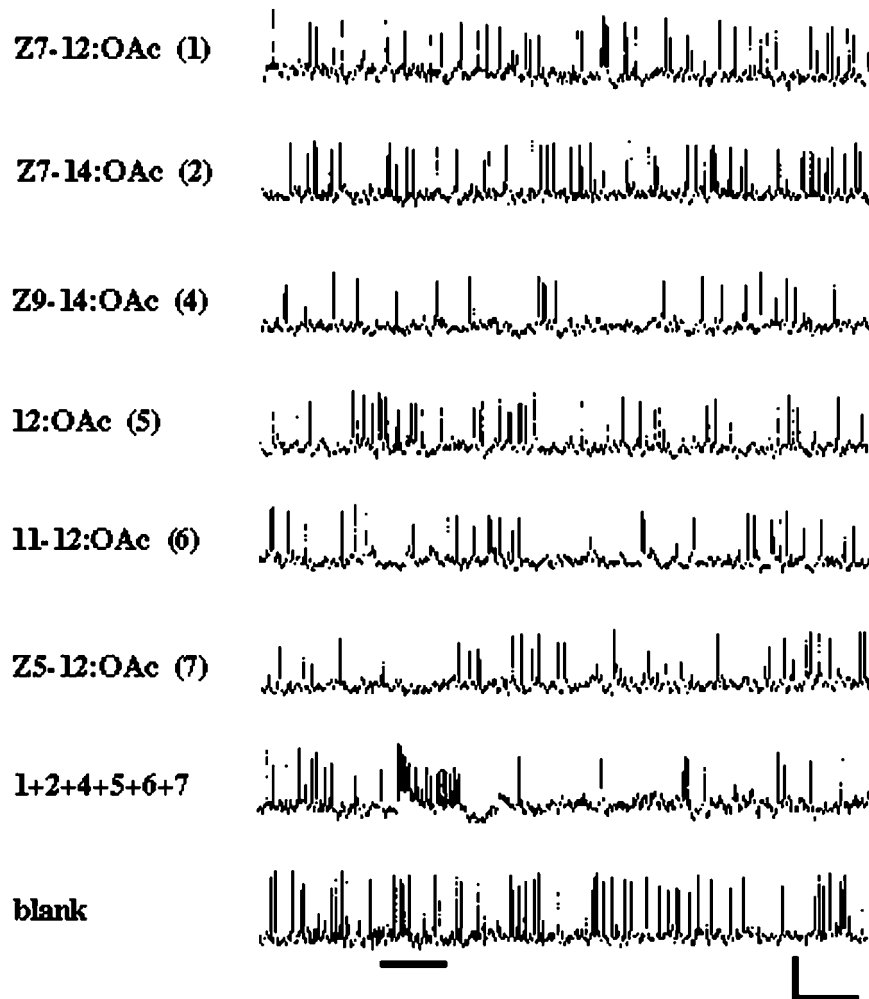 Z7-12:OAc (1)
Z7-14:OAc (2)
Z9-14:OAc (4)
12:OAc (5)
11-12:OAc (6)
Z5-12:OAc (7)
1+2+4+5+6+7
blank